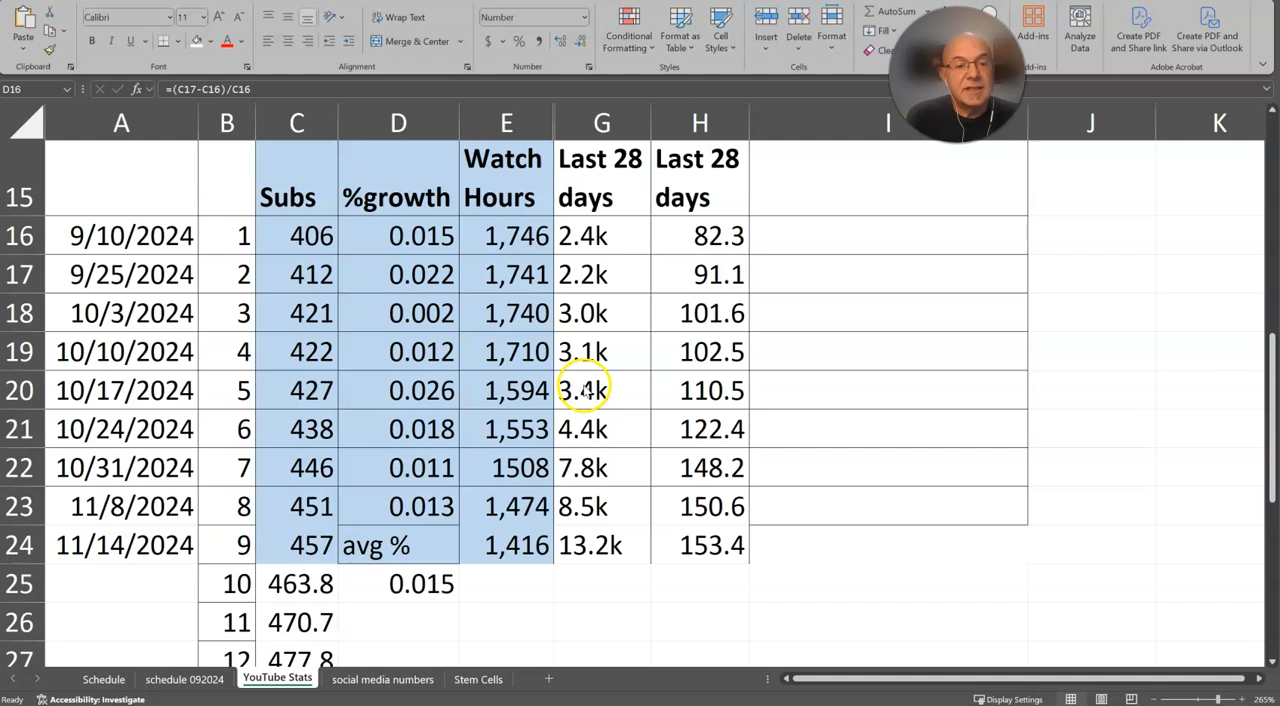 Calibri 11 Wrap Text Number AutoSum
Paste B I U Merge & Center $ % Conditional Formatting Format as Table Cell Styles Insert Delete Format Fill Add-ins Analyze Data Create PDF and Share link Create PDF and Share via Outlook
Clipboard Font Alignment Number Styles Cells Adobe Acrobat
D16 fx =(C17-C16)/C16
A B C D E G H I J K
15 Subs %growth Watch Hours Last 28 days Last 28 days
16 9/10/2024 1 406 0.015 1,746 2.4k 82.3
17 9/25/2024 2 412 0.022 1,741 2.2k 91.1
18 10/3/2024 3 421 0.002 1,740 3.0k 101.6
19 10/10/2024 4 422 0.012 1,710 3.1k 102.5
20 10/17/2024 5 427 0.026 1,594 3.4k 110.5
21 10/24/2024 6 438 0.018 1,553 4.4k 122.4
22 10/31/2024 7 446 0.011 1508 7.8k 148.2
23 11/8/2024 8 451 0.013 1,474 8.5k 150.6
24 11/14/2024 9 457 avg % 1,416 13.2k 153.4
25 10 463.8 0.015
26 11 470.7
27 12 477.8
Schedule schedule 092024 YouTube Stats social media numbers Stem Cells
Ready Accessibility: Investigate Display Settings 265%